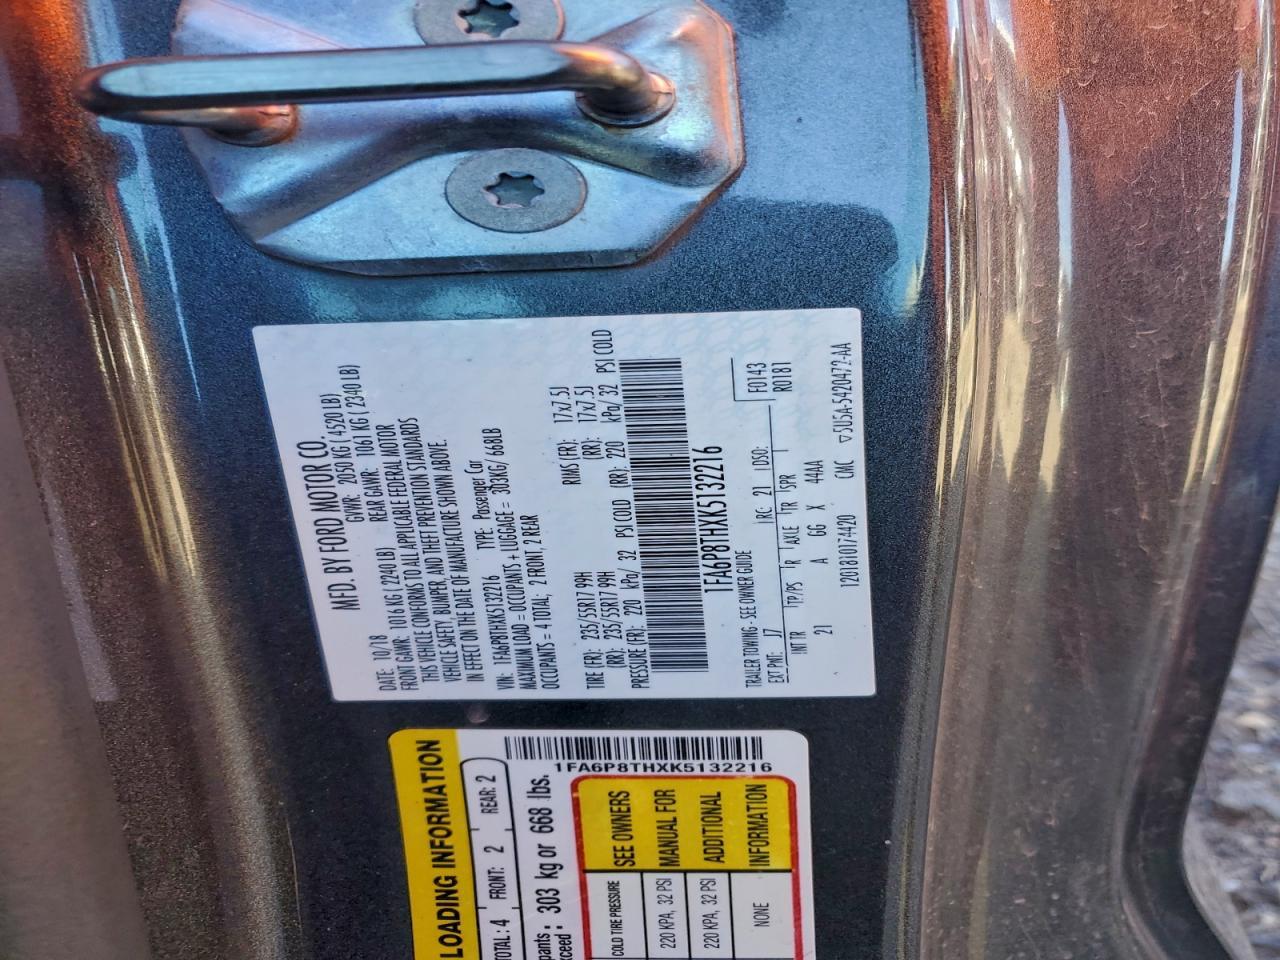 MFD. BY FORD MOTOR CO.
DATE: 10/18 GVWR: 2050 KG ( 4520 LB)
FRONT GAWR: 1016 KG ( 2240 LB) REAR GAWR: 1061 KG ( 2340 LB)
THIS VEHICLE CONFORMS TO ALL APPLICABLE FEDERAL MOTOR
VEHICLE SAFETY, BUMPER, AND THEFT PREVENTION STANDARDS
IN EFFECT ON THE DATE OF MANUFACTURE SHOWN ABOVE.
VIN: 1FA6P8THXK5132216 TYPE: Passenger Car
MAXIMUM LOAD = OCCUPANTS + LUGGAGE = 303KG/ 668LB
OCCUPANTS = 4 TOTAL; 2 FRONT, 2 REAR
TIRE (FR): 235/55R17 99H RIMS (FR): 17x7.5J
(RR): 235/55R17 99H (RR): 17x7.5J
PRESSURE (FR): 220 kPa/ 32 PSI COLD (RR): 220 kPa/ 32 PSI COLD
1FA6P8THXK5132216
TRAILER TOWING - SEE OWNER GUIDE F0143
EXT PNT: J7 RC: 21 DSO: R0181
INT TR TP/PS R AXLE TR SPR
21 A GG X 44AA
1201810174420 CNC ▽5U5A-5420472-AA
LOADING INFORMATION
1FA6P8THXK5132216
TOTAL: 4 FRONT: 2 REAR: 2
pants
xceed: 303 kg or 668 lbs.
COLD TIRE PRESSURE
220 KPA, 32 PSI
220 KPA, 32 PSI
NONE
SEE OWNERS
MANUAL FOR
ADDITIONAL
INFORMATION